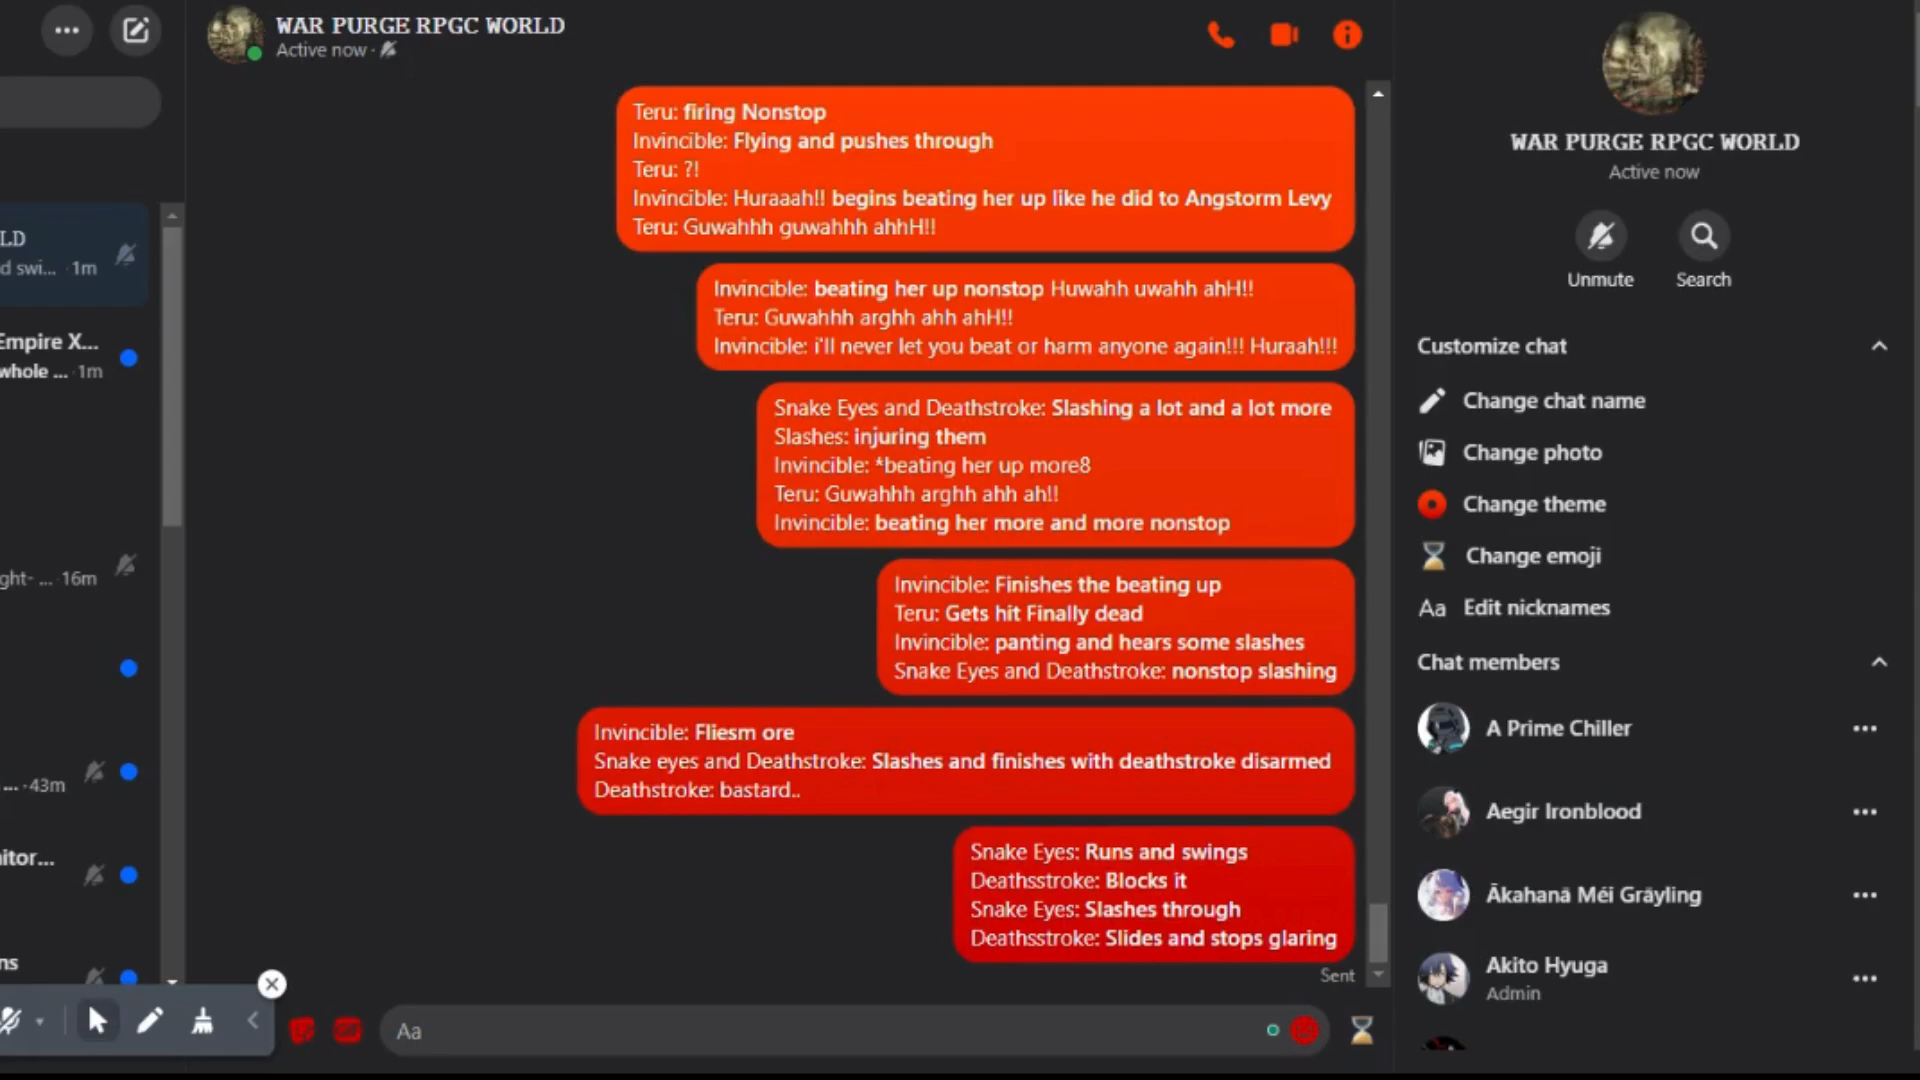 WAR PURGE RPGC WORLD
Active now ·
LD
d swi... · 1m
Empire X...
whole ... · 1m
ght- ... · 16m
... · 43m
itor...
ns
Teru: firing Nonstop
Invincible: Flying and pushes through
Teru: ?!
Invincible: Huraaah!! begins beating her up like he did to Angstorm Levy
Teru: Guwahhh guwahhh ahhH!!
Invincible: beating her up nonstop Huwahh uwahh ahH!!
Teru: Guwahhh arghh ahh ahH!!
Invincible: i'll never let you beat or harm anyone again!!! Huraah!!!
Snake Eyes and Deathstroke: Slashing a lot and a lot more
Slashes: injuring them
Invincible: *beating her up more8
Teru: Guwahhh arghh ahh ah!!
Invincible: beating her more and more nonstop
Invincible: Finishes the beating up
Teru: Gets hit Finally dead
Invincible: panting and hears some slashes
Snake Eyes and Deathstroke: nonstop slashing
Invincible: Fliesm ore
Snake eyes and Deathstroke: Slashes and finishes with deathstroke disarmed
Deathstroke: bastard..
Snake Eyes: Runs and swings
Deathsstroke: Blocks it
Snake Eyes: Slashes through
Deathsstroke: Slides and stops glaring
Sent
GIF
Aa
WAR PURGE RPGC WORLD
Active now
Unmute
Search
Customize chat
Change chat name
Change photo
Change theme
Change emoji
Aa Edit nicknames
Chat members
A Prime Chiller
Aegir Ironblood
Ākahanā Méi Grāyling
Akito Hyuga
Admin